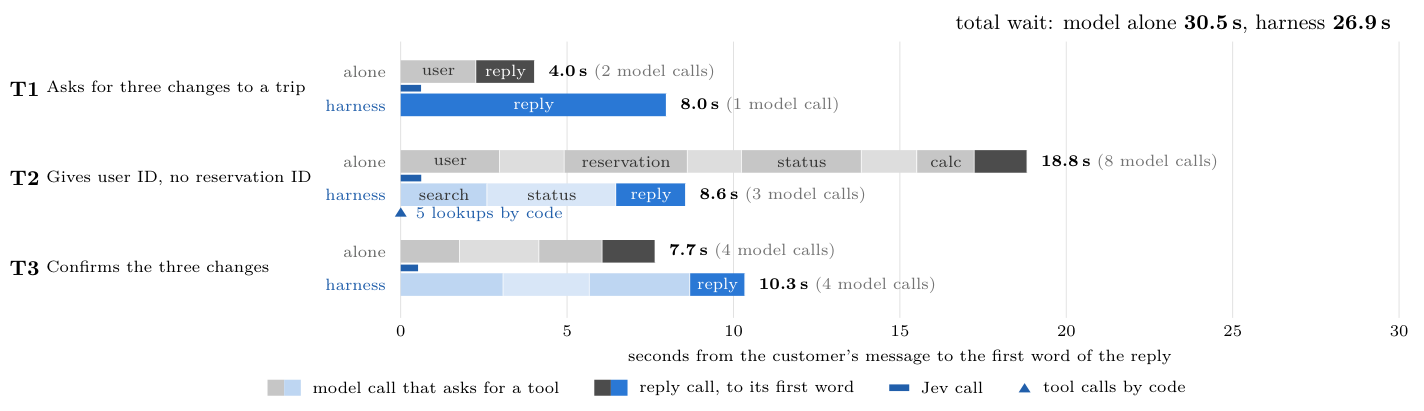 total wait: model alone 30.5 s, harness 26.9 s
T1 Asks for three changes to a trip
alone user reply 4.0 s (2 model calls)
harness reply 8.0 s (1 model call)
T2 Gives user ID, no reservation ID
alone user reservation status calc 18.8 s (8 model calls)
harness search status reply 8.6 s (3 model calls)
5 lookups by code
T3 Confirms the three changes
alone 7.7 s (4 model calls)
harness reply 10.3 s (4 model calls)
0 5 10 15 20 25 30
seconds from the customer's message to the first word of the reply
model call that asks for a tool reply call, to its first word Jev call tool calls by code